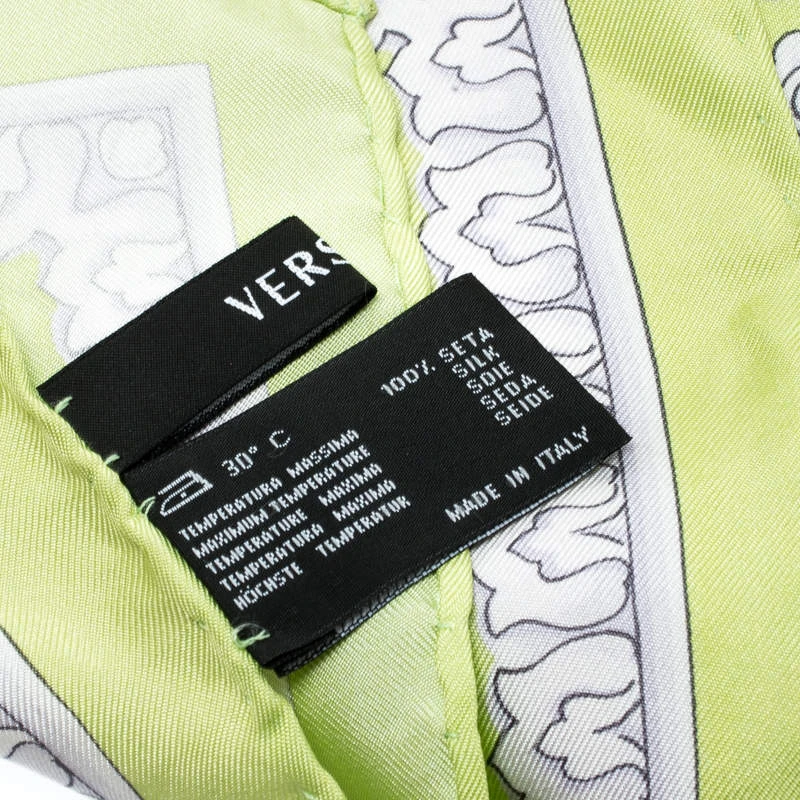 VERS
100% SETA
SILK
SOIE
SEDA
SEIDE
30° C
TEMPERATURA MASSIMA
MAXIMUM TEMPERATURE
TEMPERATURE MAXIMA
TEMPERATURA MAXIMA
HÖCHSTE TEMPERATUR
MADE IN ITALY